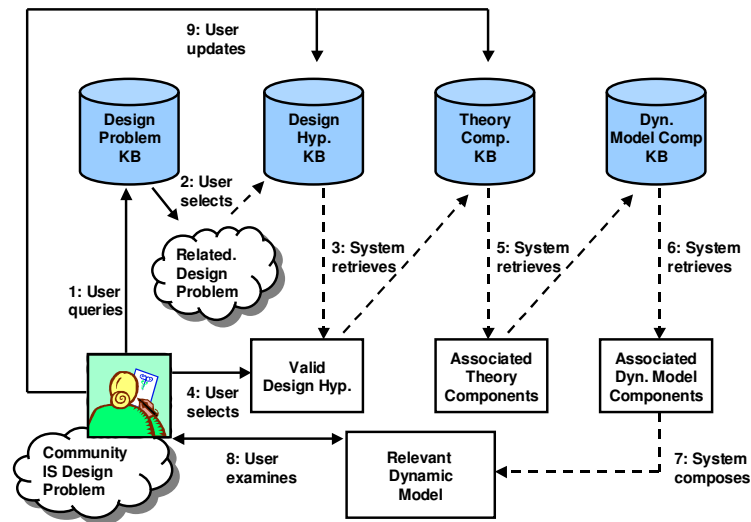 9: User
updates
Design
Problem
KB
Design
Hyp.
KB
Theory
Comp.
KB
Dyn.
Model Comp
KB
2: User
selects
Related.
Design
Problem
3: System
retrieves
5: System
retrieves
6: System
retrieves
1: User
queries
Valid
Design Hyp.
Associated
Theory
Components
Associated
Dyn. Model
Components
4: User
selects
Community
IS Design
Problem
8: User
examines
Relevant
Dynamic
Model
7: System
composes